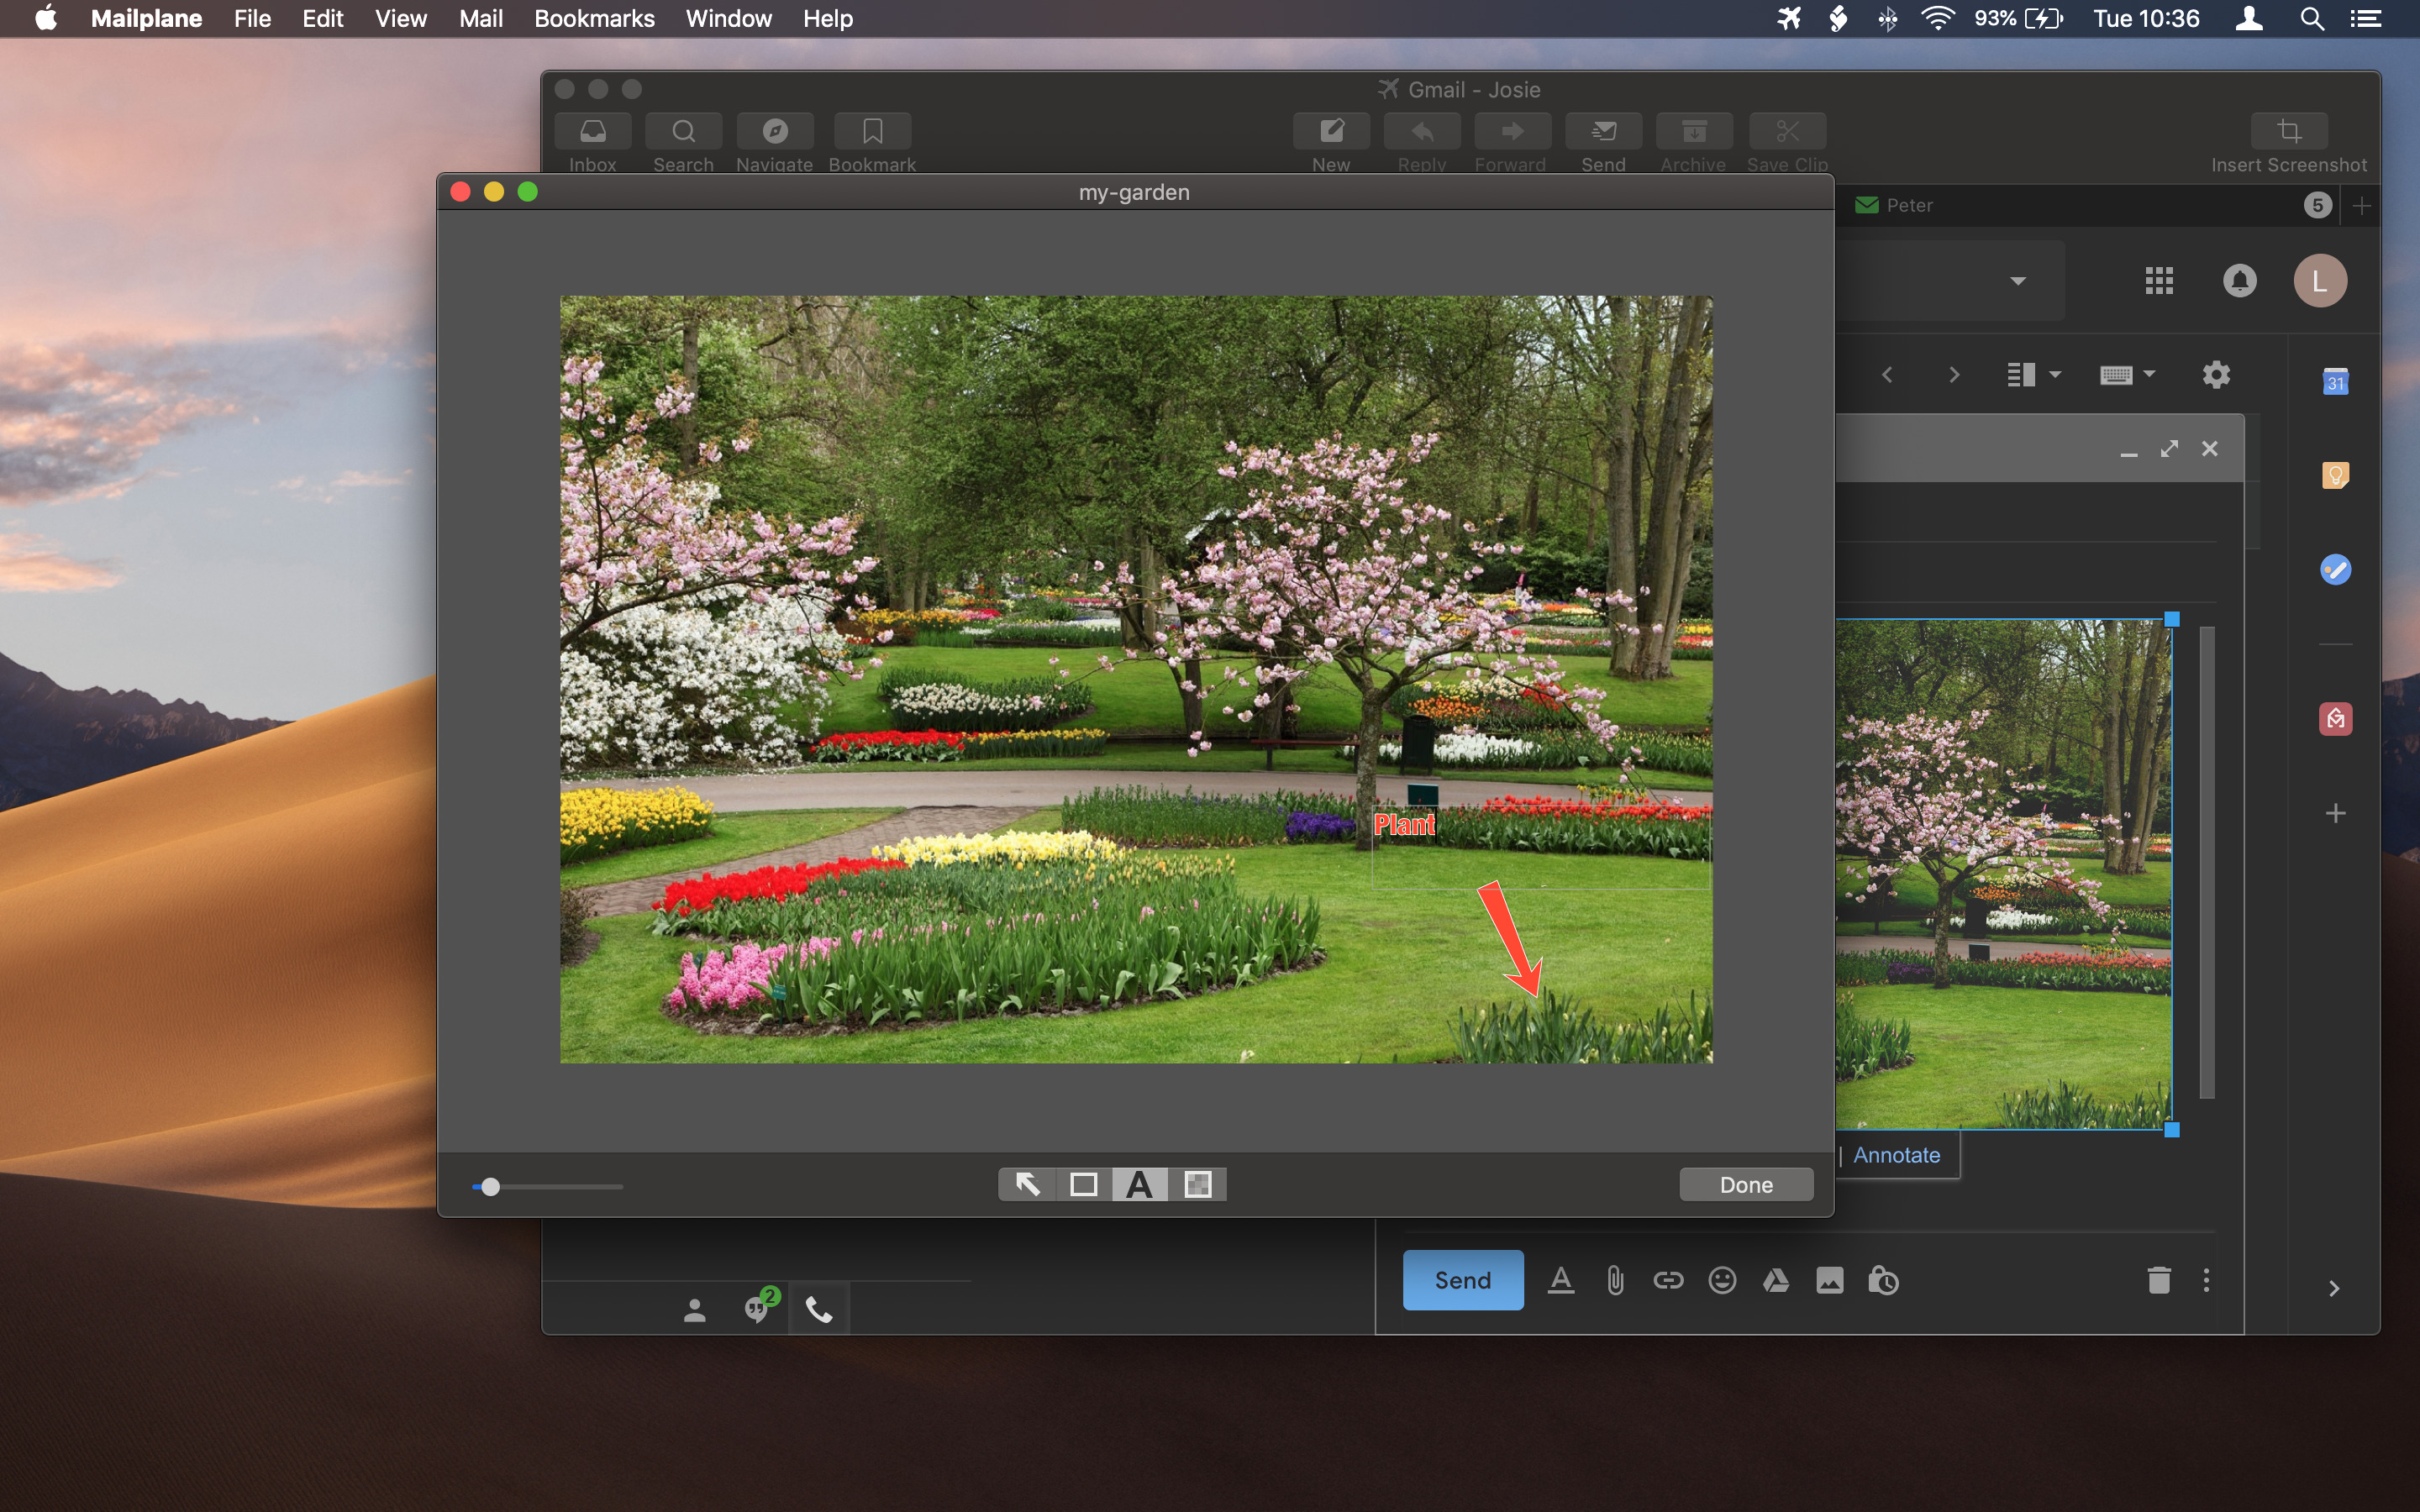 Mailplane File Edit View Mail Bookmarks Window Help 93% Tue 10:36
Gmail - Josie
Inbox Search Navigate Bookmark New Reply Forward Send Archive Save Clip Insert Screenshot
my-garden
Peter 5
L
31
Plant
A Done
| Annotate
Send
2